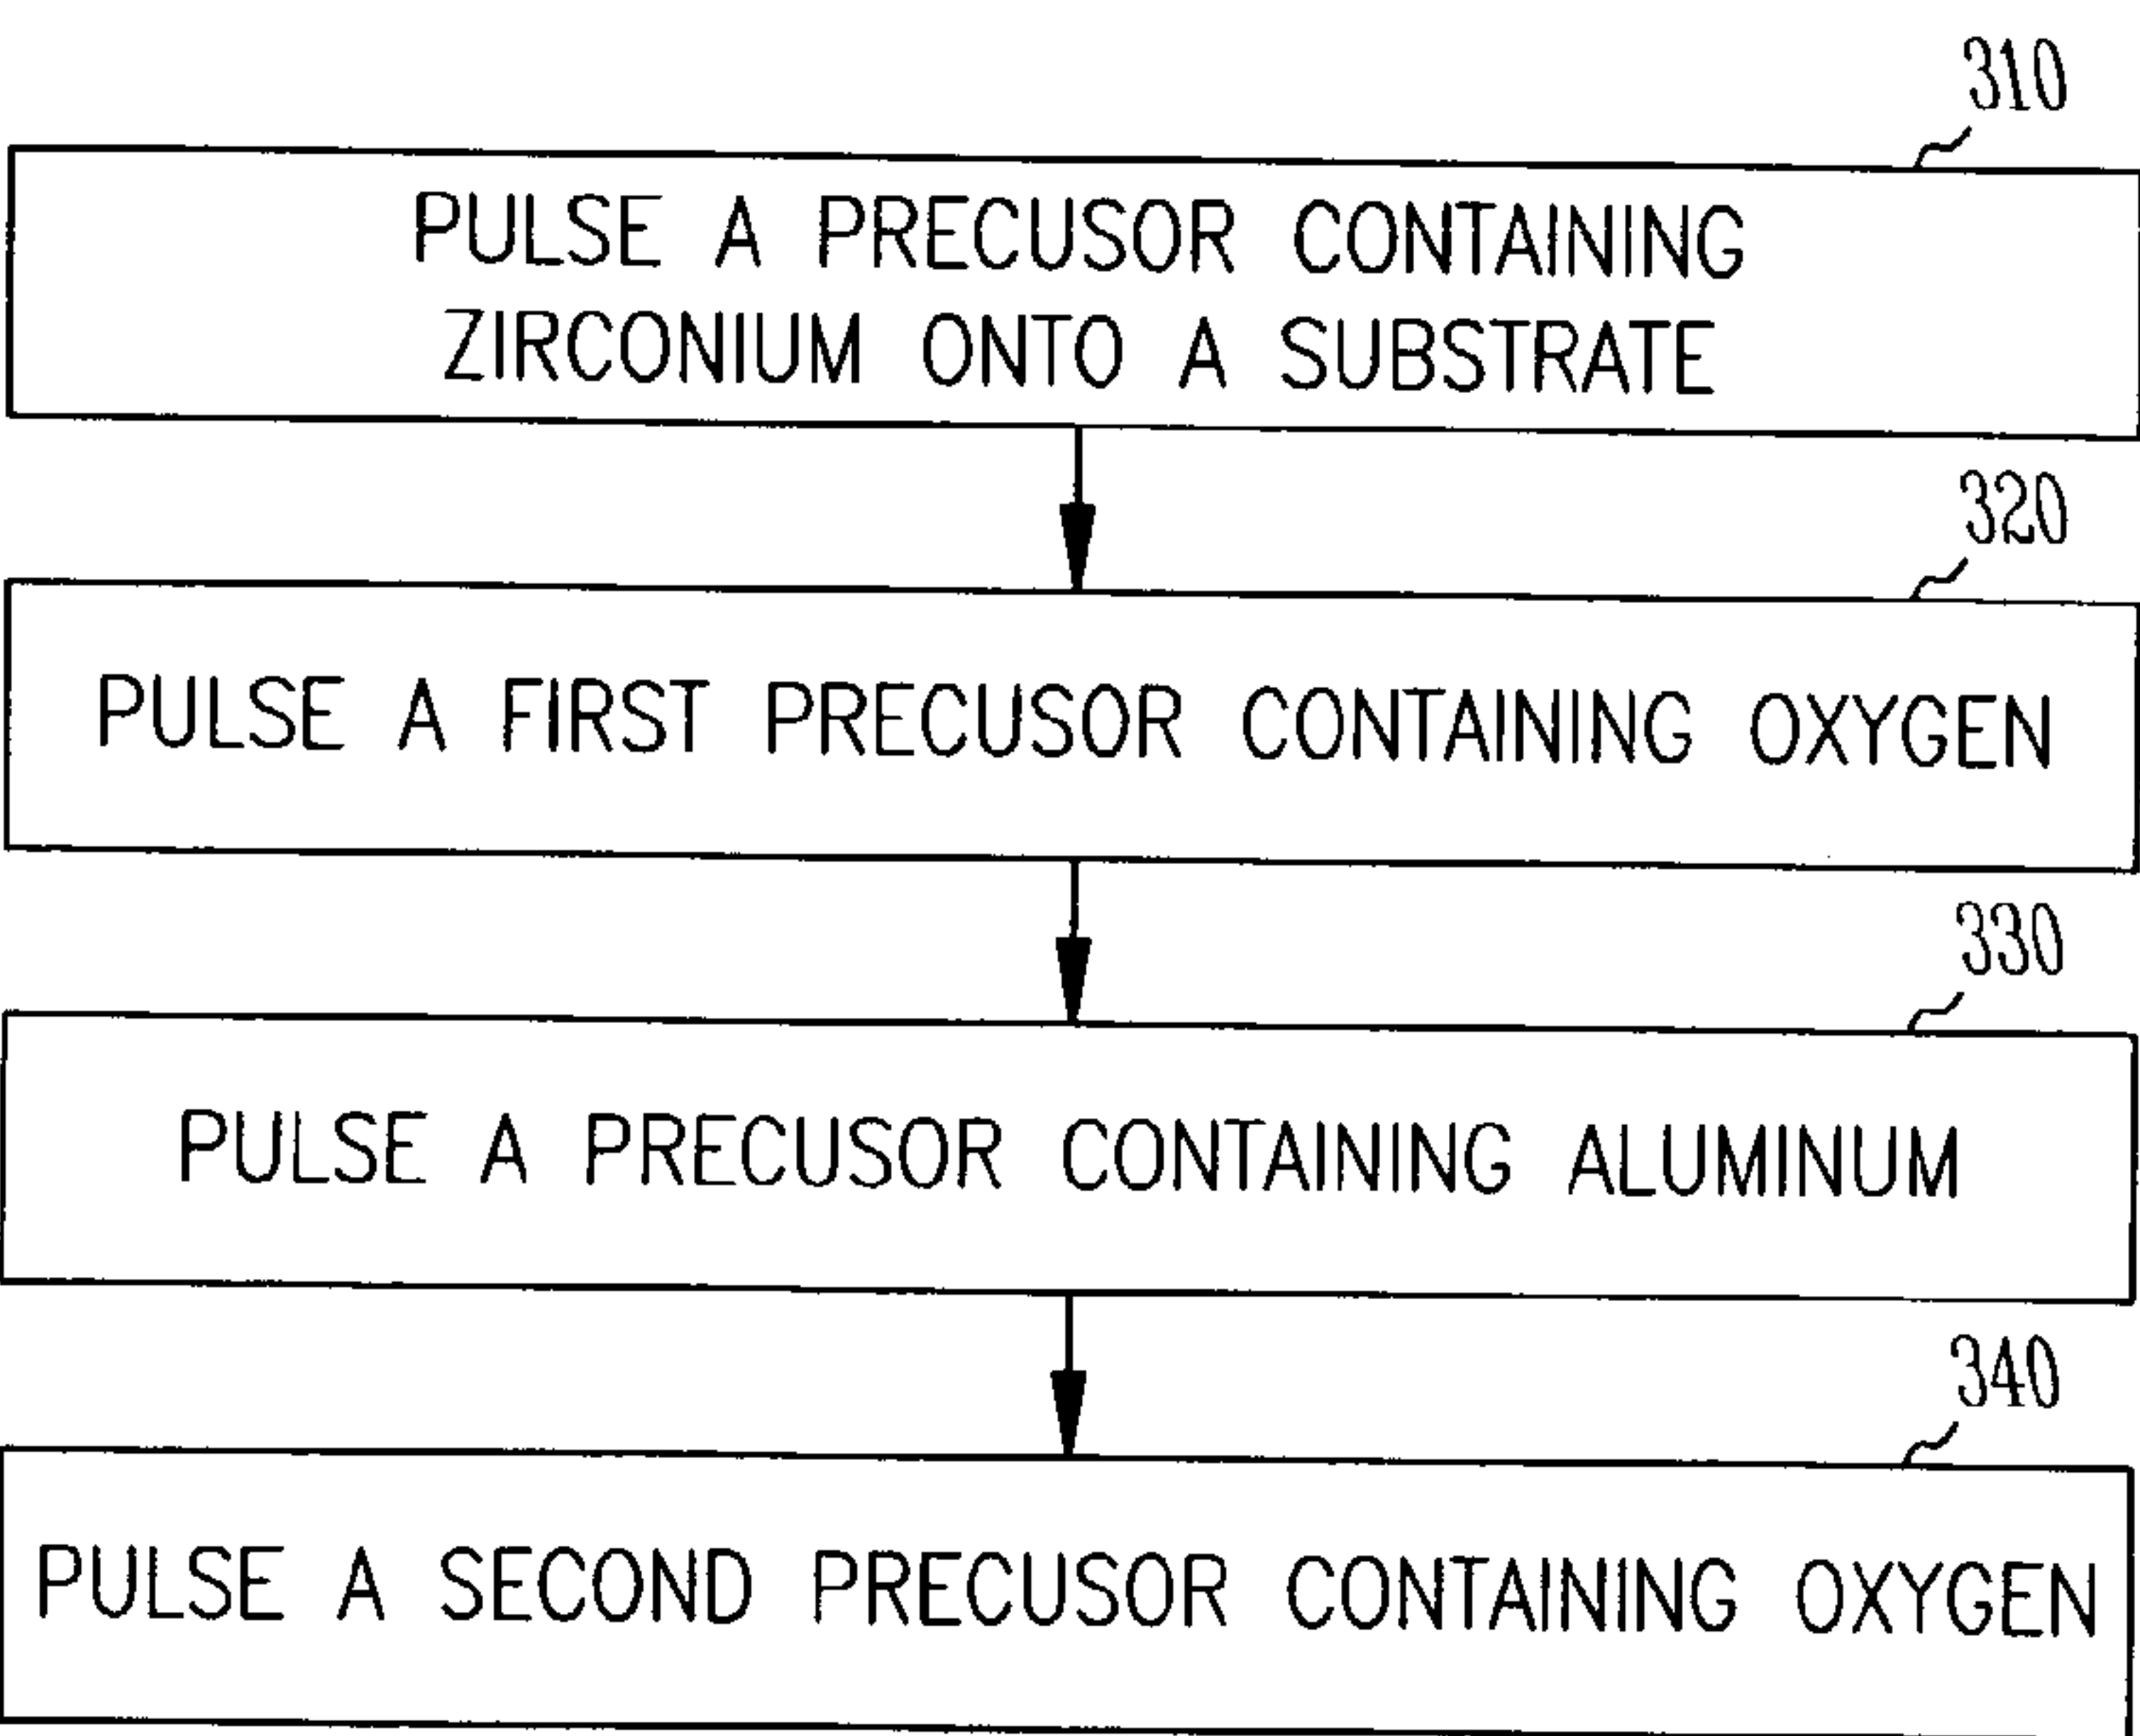 310
PULSE A PRECUSOR CONTAINING
ZIRCONIUM ONTO A SUBSTRATE
320
PULSE A FIRST PRECUSOR CONTAINING OXYGEN
330
PULSE A PRECUSOR CONTAINING ALUMINUM
340
PULSE A SECOND PRECUSOR CONTAINING OXYGEN